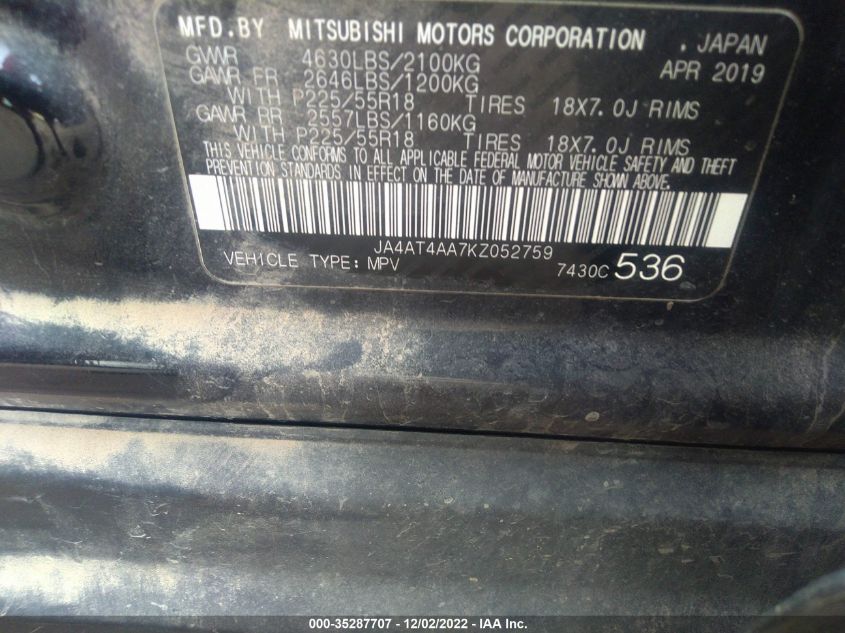 MFD.BY MITSUBISHI MOTORS CORPORATION . JAPAN
GVWR 4630LBS/2100KG APR 2019
GAWR FR 2646LBS/1200KG
WITH P225/55R18 TIRES 18X7.0J RIMS
GAWR RR 2557LBS/1160KG
WITH P225/55R18 TIRES 18X7.0J RIMS
THIS VEHICLE CONFORMS TO ALL APPLICABLE FEDERAL MOTOR VEHICLE SAFETY AND THEFT
PREVENTION STANDARDS IN EFFECT ON THE DATE OF MANUFACTURE SHOWN ABOVE.
JA4AT4AA7KZ052759
VEHICLE TYPE: MPV 7430C 536
000-35287707 - 12/02/2022 - IAA Inc.